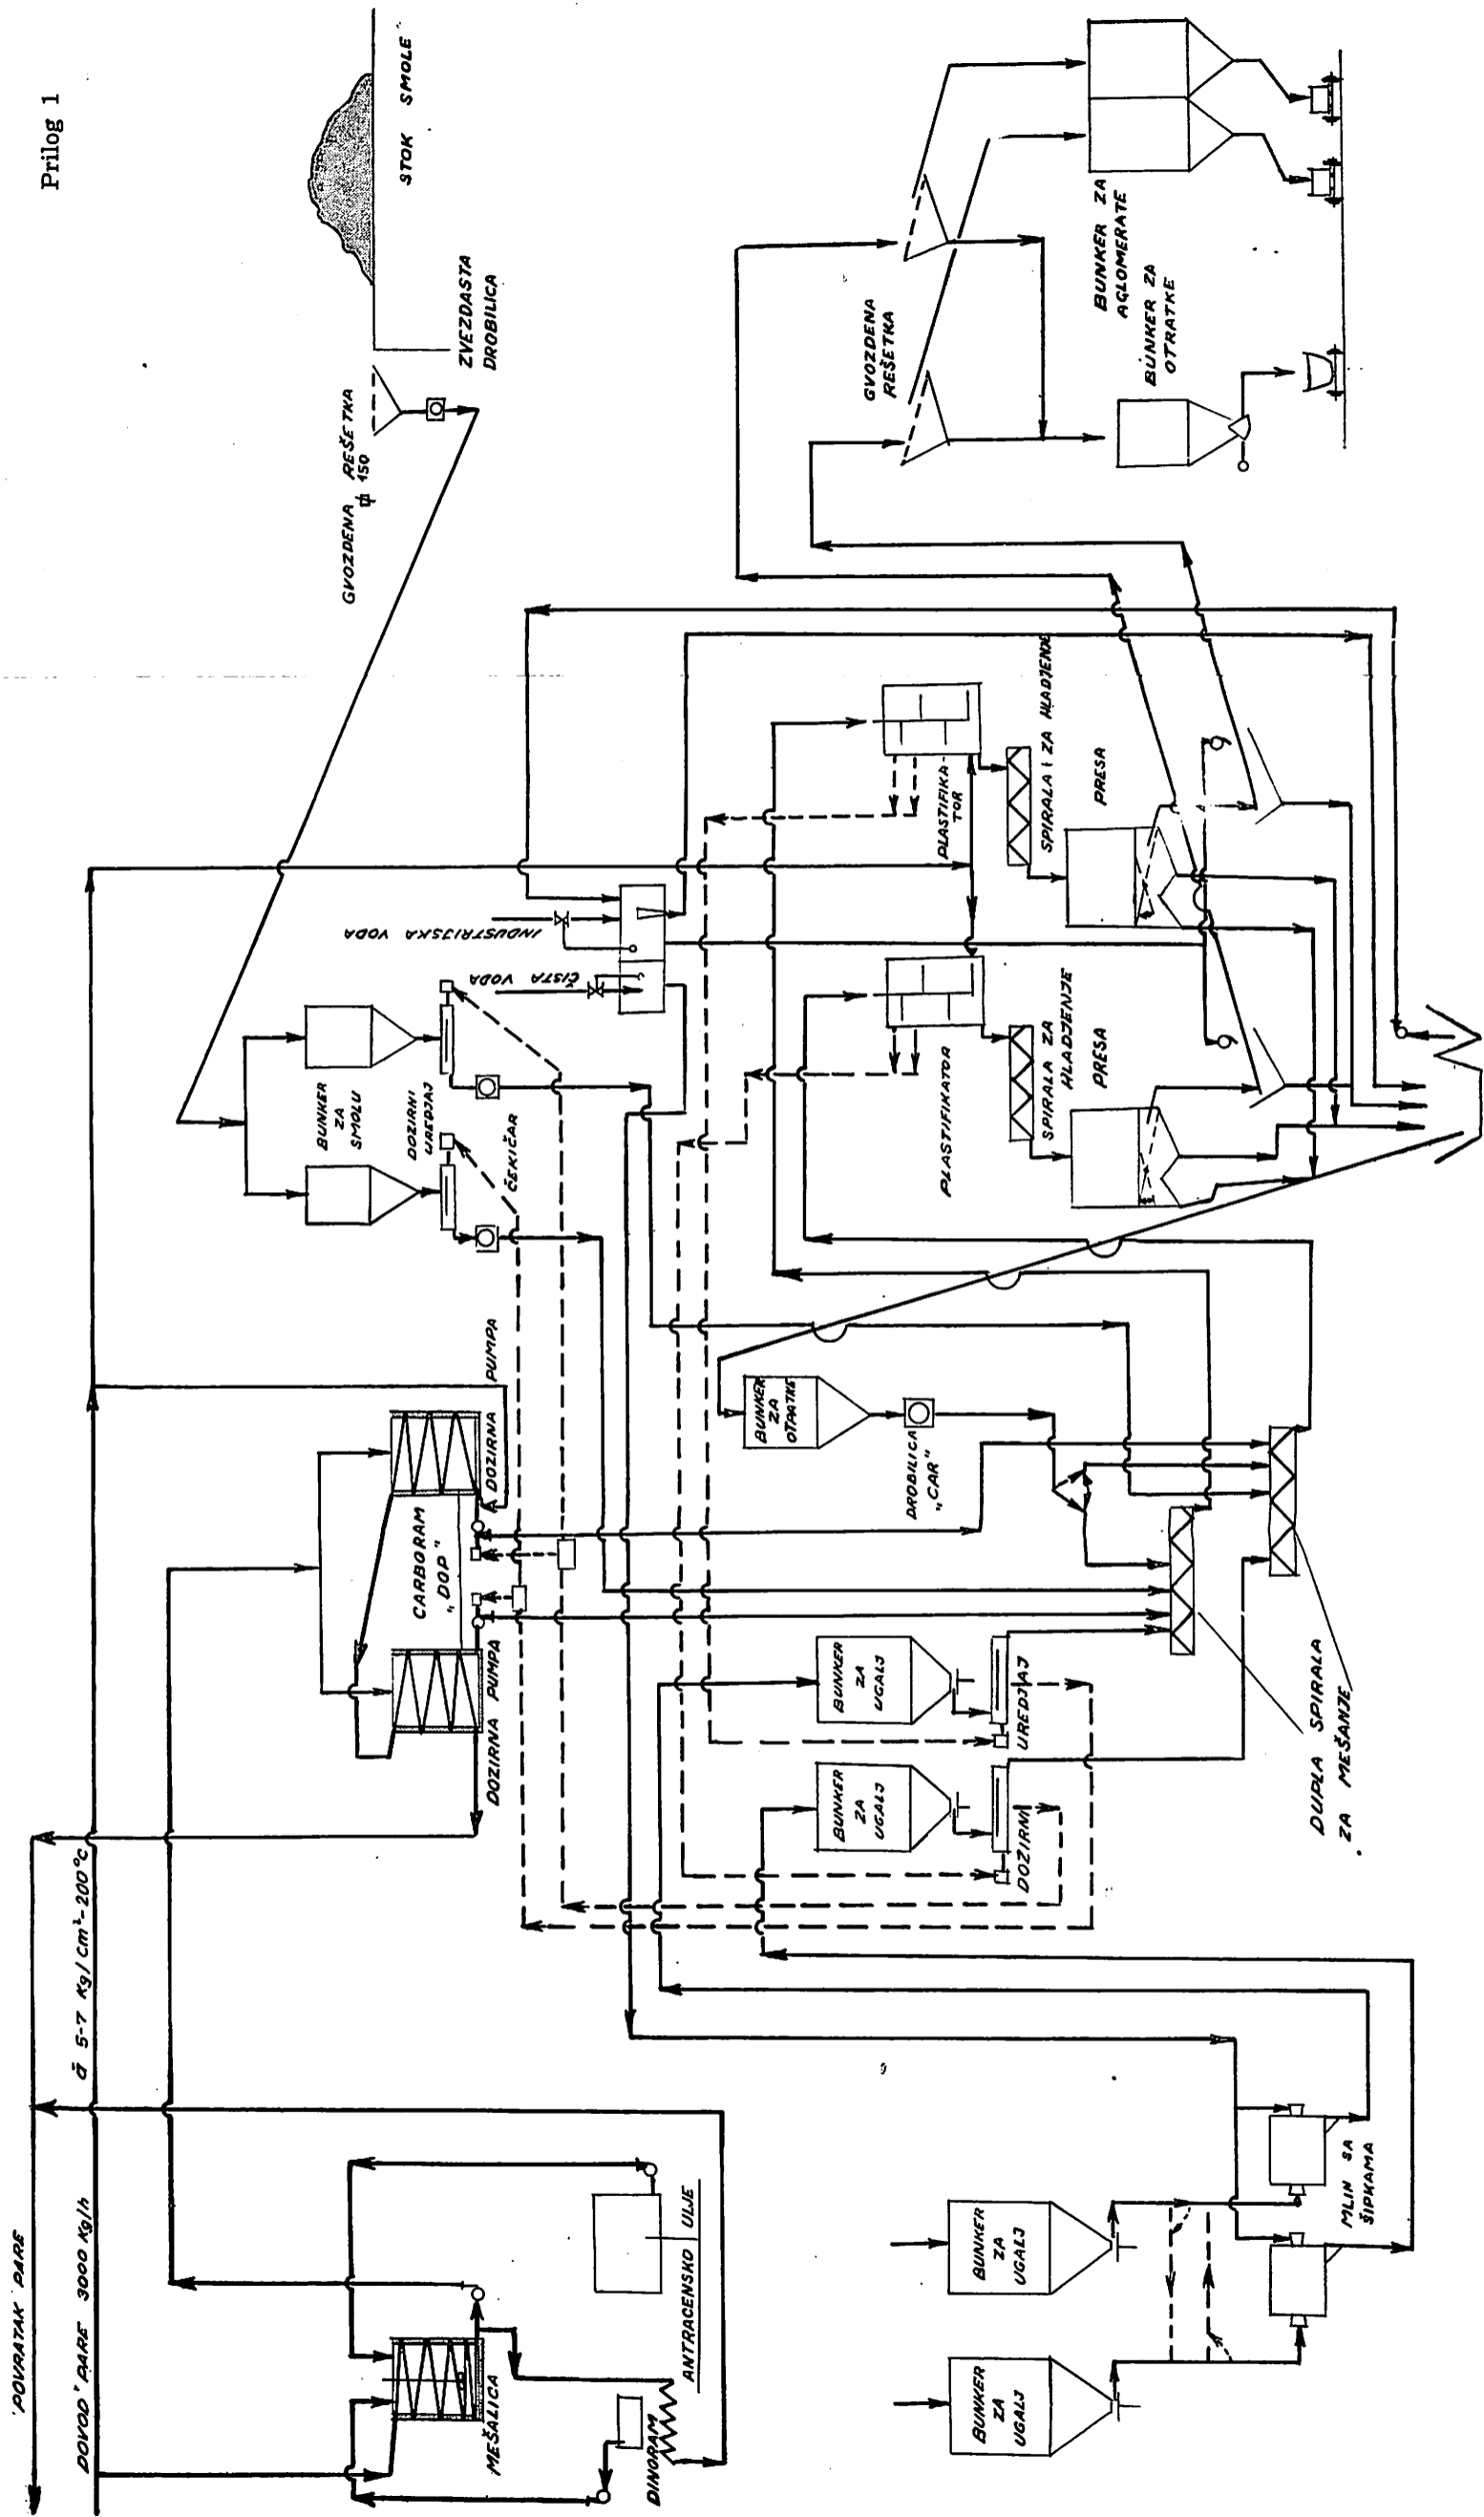 Prilog 1
POVRATAK PARE
DOVOD PARE 3000 Kg/h
à 5-7 Kg/cm²-200°C
STOK SMOLE
GVOZDENA REŠETKA
ф 150
ZVEZDASTA
DROBILICA
BUNKER
ZA
SMOLU
DOZIRNI
UREDJAJ
ČEKIČAR
CARBORAM
"DOP"
DOZIRNA PUMPA
DOZIRNA PUMPA
MEŠALICA
DINORAM
ANTRACENSKO ULJE
ČISTA VODA
INDUSTRIJSKA VODA
GVOZDENA
REŠETKA
BUNKER ZA
AGLOMERATE
BUNKER ZA
OTRATKE
PLASTIFIKATOR
PLASTIFIKA-
TOR
SPIRALA ZA
HLADJENJE
PRESA
SPIRALA I ZA HLADJENJE
PRESA
BUNKER
ZA
OTPATKE
DROBILICA
"CAR"
BUNKER
ZA
UGALJ
BUNKER
ZA
UGALJ
DOZIRNI
UREDJAJ
DUPLA SPIRALA
ZA MEŠANJE
BUNKER
ZA
UGALJ
BUNKER
ZA
UGALJ
MLIN SA
ŠIPKAMA